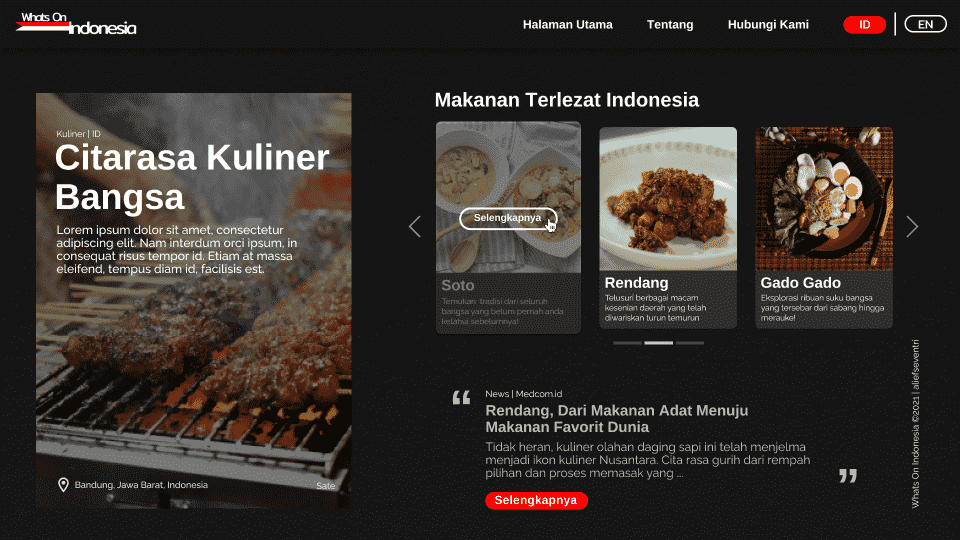 Whats On
Indonesia
Halaman Utama
Tentang
Hubungi Kami
ID
EN
Kuliner | ID
Citarasa Kuliner
Bangsa
Lorem ipsum dolor sit amet, consectetur
adipiscing elit. Nam interdum orci ipsum, in
consequat risus tempor id. Etiam at massa
eleifend, tempus diam id, facilisis est.
Bandung, Jawa Barat, Indonesia
Sate
Makanan Terlezat Indonesia
Selengkapnya
Soto
Temukan tradisi dari seluruh
bangsa yang belum pernah anda
ketahui sebelumnya!
Rendang
Telusuri berbagai macam
kesenian daerah yang telah
diwariskan turun temurun
Gado Gado
Eksplorasi ribuan suku bangsa
yang tersebar dari sabang hingga
merauke!
“
News | Medcom.id
Rendang, Dari Makanan Adat Menuju
Makanan Favorit Dunia
Tidak heran, kuliner olahan daging sapi ini telah menjelma
menjadi ikon kuliner Nusantara. Cita rasa gurih dari rempah
pilihan dan proses memasak yang ...
”
Selengkapnya
Whats On Indonesia ©2021 | aliefseventri